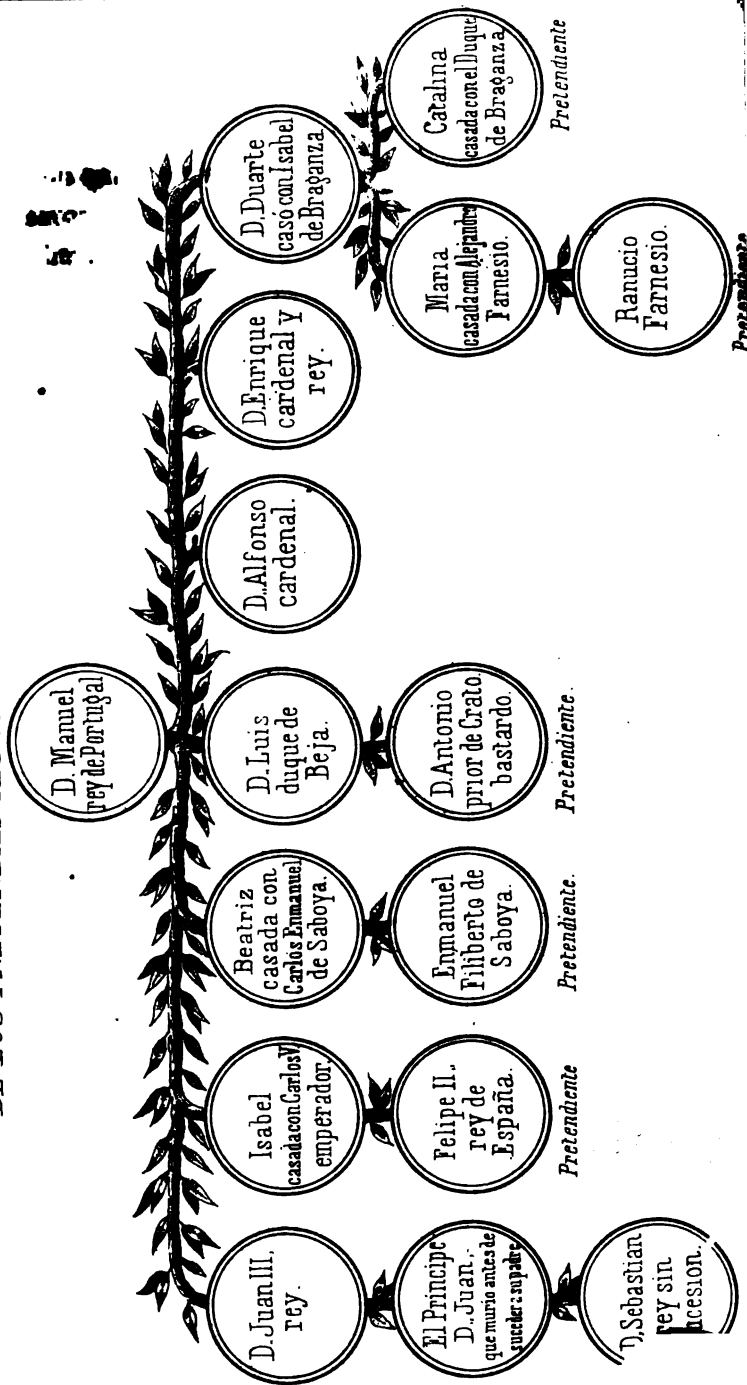 D. Manuel
rey de Portugal
D. Juan III.
rey.
Isabel
casada con Carlos V
emperador.
Beatriz
casada con
Carlos Enmanuel
de Saboya.
D. Luis
duque de
Beja.
D. Alfonso
cardenal.
D. Enrique
cardenal y
rey.
D. Duarte
casó con Isabel
de Braganza
El Principe
D. Juan,
que murio antes de
suceder a su padre
Felipe II.,
rey de
España.
Pretendiente
Enmanuel
Filiberto de
Saboya.
Pretendiente.
D. Antonio
prior de Crato.
bastardo.
Pretendiente.
Maria
casada con Alejandro
Farnesio.
Catalina
casada con el Duque
de Braganza
Pretendiente
D. Sebastian
rey sin
Ranucio
Farnesio.
Pretendiente